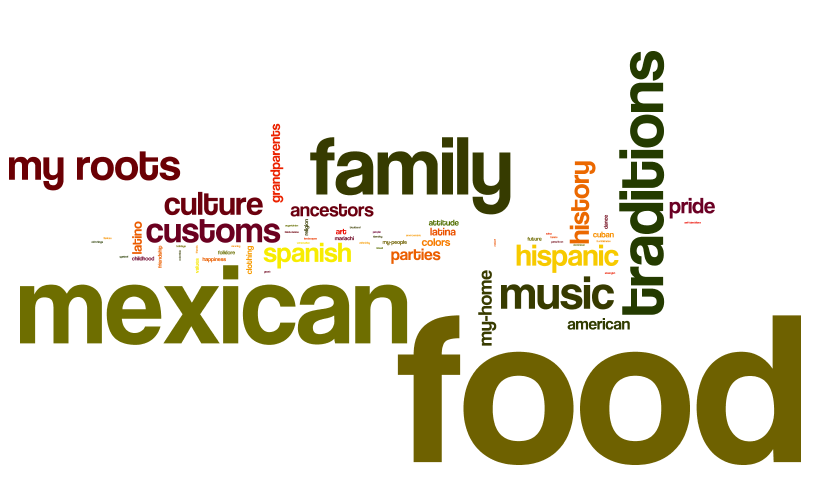 traditions
grandparents
family
my roots
history
culture
ancestors
pride
customs
latino
religion
art
mariachi
attitude
latina
colors
dance
cuban
future
my-people
spanish
parties
hispanic
folklore
happiness
childhood
friendship
clothing
mexican
my-home
music
american
food